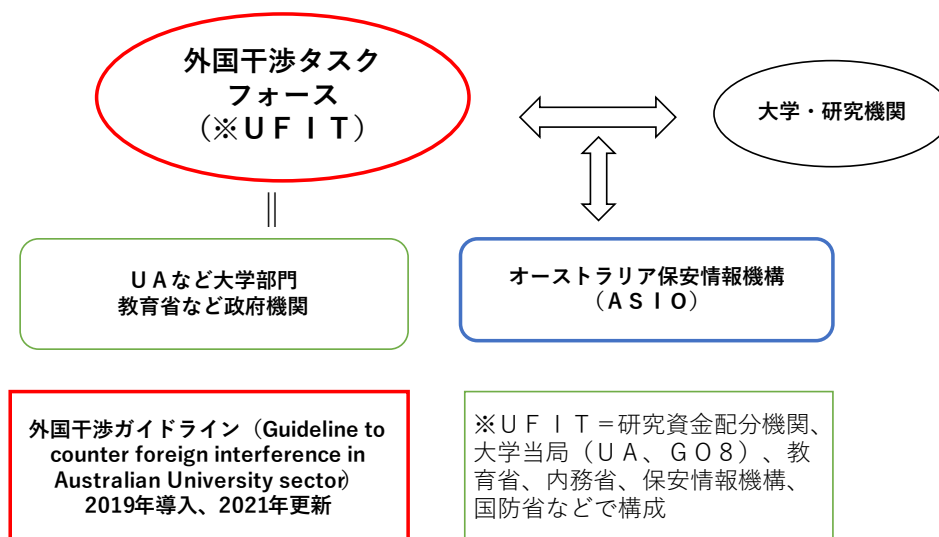 外国干渉タスク
フォース
（※ＵＦＩＴ）
大学・研究機関
||
ＵＡなど大学部門
教育省など政府機関
オーストラリア保安情報機構
（ＡＳＩＯ）
外国干渉ガイドライン（Guideline to
counter foreign interference in
Australian University sector)
2019年導入、2021年更新
※ＵＦＩＴ＝研究資金配分機関、
大学当局（ＵＡ、ＧＯ８）、教
育省、内務省、保安情報機構、
国防省などで構成